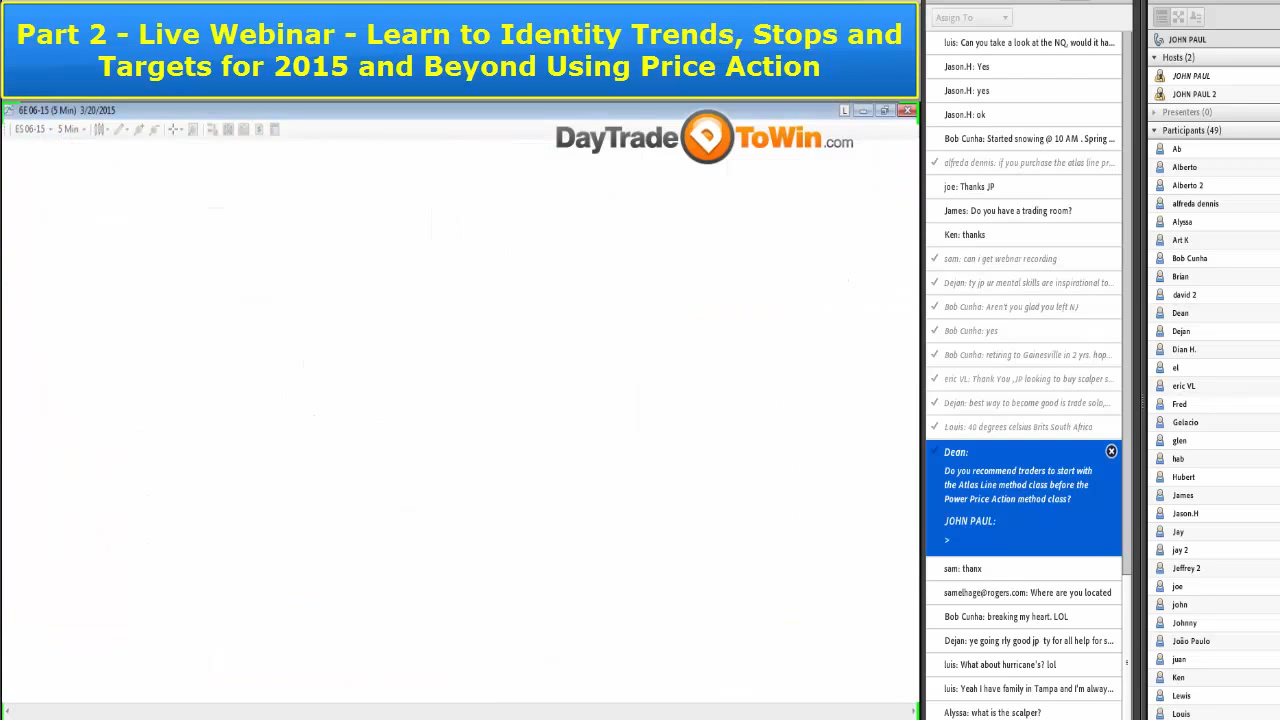 Part 2 - Live Webinar - Learn to Identity Trends, Stops and
Targets for 2015 and Beyond Using Price Action
6E 06-15 (5 Min) 3/20/2015
ES 06-15 5 Min
DayTradeToWin.com
L
Assign To
luis: Can you take a look at the NQ, would it ha...
Jason.H: Yes
Jason.H: yes
Jason.H: ok
Bob Cunha: Started snowing @ 10 AM . Spring ...
alfreda dennis: if you purchase the atlas line pr...
joe: Thanks JP
James: Do you have a trading room?
Ken: thanks
sam: can i get webnar recording
Dejan: ty jp ur mental skills are inspirational to...
Bob Cunha: Aren't you glad you left NJ
Bob Cunha: yes
Bob Cunha: retiring to Gainesville in 2 yrs. hop...
eric VL: Thank You ,JP looking to buy scalper s...
Dejan: best way to become good is trade solo,...
Louis: 40 degrees celsius Brits South Africa
Dean:
Do you recommend traders to start with
the Atlas Line method class before the
Power Price Action method class?
JOHN PAUL:
>
sam: thanx
samelhage@rogers.com: Where are you located
Bob Cunha: breaking my heart. LOL
Dejan: ye going rly good jp ty for all help for s...
luis: What about hurricane's? lol
luis: Yeah I have family in Tampa and I'm alway...
Alyssa: what is the scalper?
JOHN PAUL
Hosts (2)
JOHN PAUL
JOHN PAUL 2
Presenters (0)
Participants (49)
Ab
Alberto
Alberto 2
alfreda dennis
Alyssa
Art K
Bob Cunha
Brian
david 2
Dean
Dejan
Dian H.
el
eric VL
Fred
Galacio
glen
hab
Hubert
James
Jason.H
Jay
jay 2
Jeffrey 2
joe
john
Johnny
João Paulo
juan
Ken
Lewis
Louis